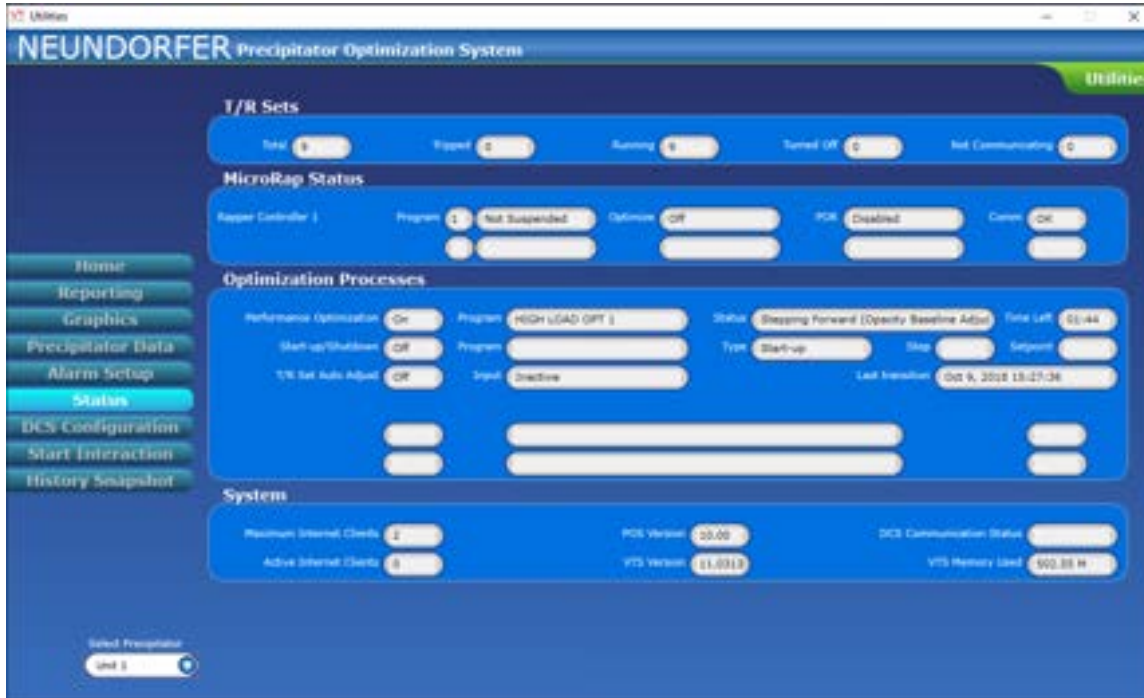 Utilities
NEUNDORFER Precipitator Optimization System
Utilities
T/R Sets
Total 9 Tripped 0 Running 9 Turned Off 0 Not Communicating 0
MicroRap Status
Rapper Controller 1 Program 1 Not Suspended Optimize Off POR Disabled Comm OK
Home
Optimization Processes
Reporting
Graphics
Performance Optimization On Program HIGH LOAD OPT 1 Status Stepping Forward (Opacity Baseline Adjus Time Left 01:44
Precipitator Data
Start-up/Shutdown Off Program Type Start-up Step Setpoint
Alarm Setup
T/R Set Auto Adjust Off Input Inactive Last transition Oct 9, 2018 15:27:36
Status
DCS Configuration
Start Interaction
History Snapshot
System
Maximum Internet Clients 2 POS Version 10.00 DCS Communication Status
Active Internet Clients 0 VTS Version VTS Memory Used
Select Precipitator
Unit 1